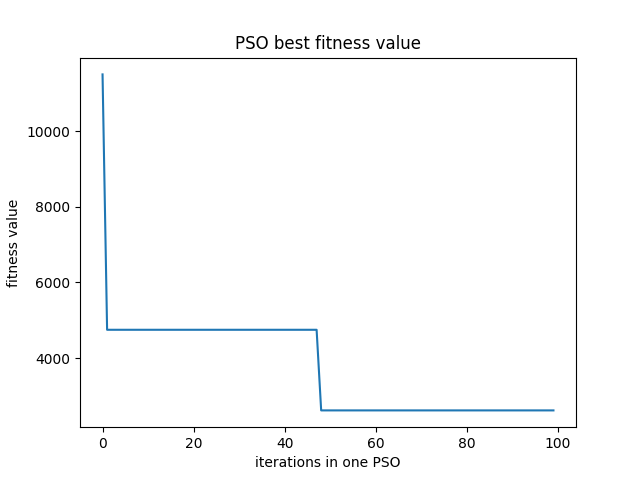 PSO best fitness value
fitness value
10000
8000
6000
4000
0 20 40 60 80 100
iterations in one PSO